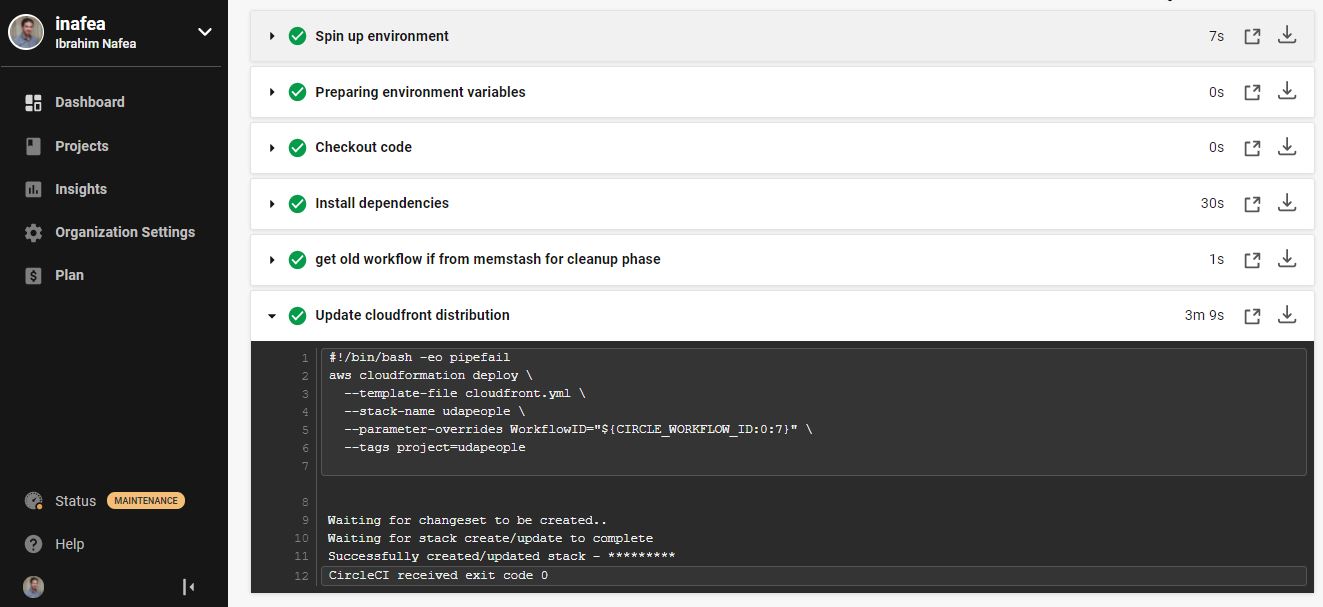 inafea
Ibrahim Nafea
Dashboard
Projects
Insights
Organization Settings
Plan
Status MAINTENANCE
Help
Spin up environment 7s
Preparing environment variables 0s
Checkout code 0s
Install dependencies 30s
get old workflow if from memstash for cleanup phase 1s
Update cloudfront distribution 3m 9s
1 #!/bin/bash -eo pipefail
2 aws cloudformation deploy \
3 --template-file cloudfront.yml \
4 --stack-name udapeople \
5 --parameter-overrides WorkflowID="${CIRCLE_WORKFLOW_ID:0:7}" \
6 --tags project=udapeople
7
8
9 Waiting for changeset to be created..
10 Waiting for stack create/update to complete
11 Successfully created/updated stack - *********
12 CircleCI received exit code 0